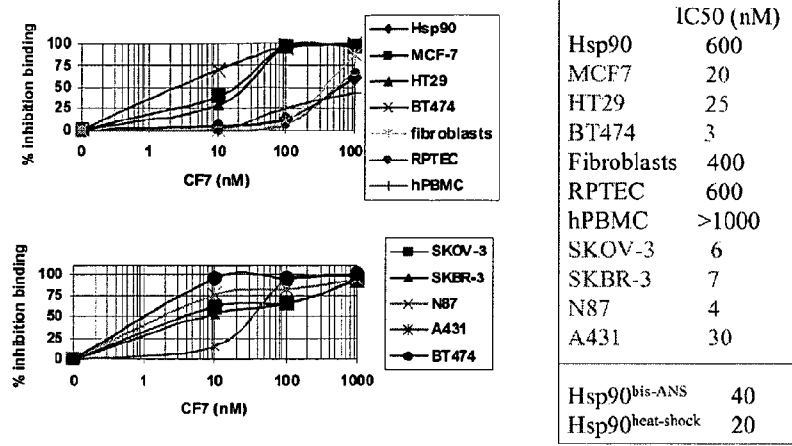 % inhibition binding
100
75
50
25
0
0 1 10 100 100
CF7 (nM)
Hsp90
MCF-7
HT29
BT474
fibroblasts
RPTEC
hPBMC
% inhibition binding
100
75
50
25
0
0 1 10 100 1000
CF7 (nM)
SKOV-3
SKBR-3
N87
A431
BT474
IC50 (nM)
Hsp90 600
MCF7 20
HT29 25
BT474 3
Fibroblasts 400
RPTEC 600
hPBMC >1000
SKOV-3 6
SKBR-3 7
N87 4
A431 30
Hsp90bis-ANS 40
Hsp90heat-shock 20